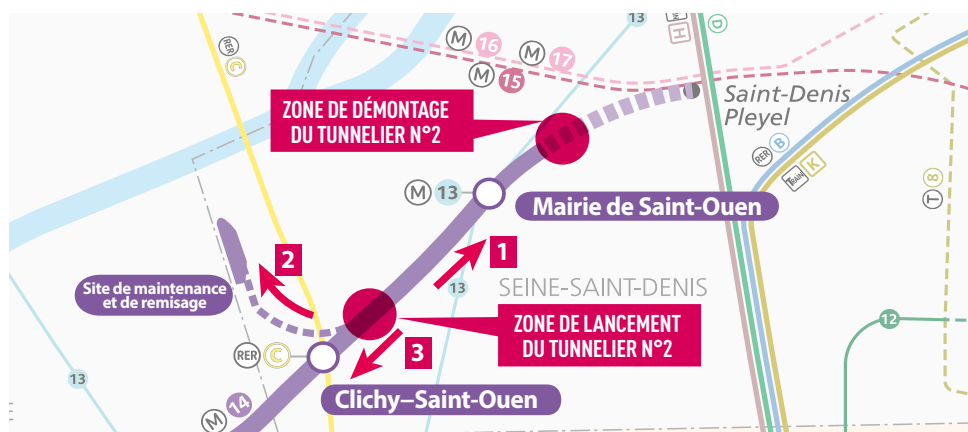 13
RER C
M 16
M 17
M 15
TRAIN H
D
ZONE DE DÉMONTAGE
DU TUNNELIER N°2
Saint-Denis
Pleyel
RER B
TRAIN K
T 8
M 13
Mairie de Saint-Ouen
1
2
SEINE-SAINT-DENIS
Site de maintenance
et de remisage
13
ZONE DE LANCEMENT
DU TUNNELIER N°2
12
3
RER C
13
Clichy–Saint-Ouen
M 14